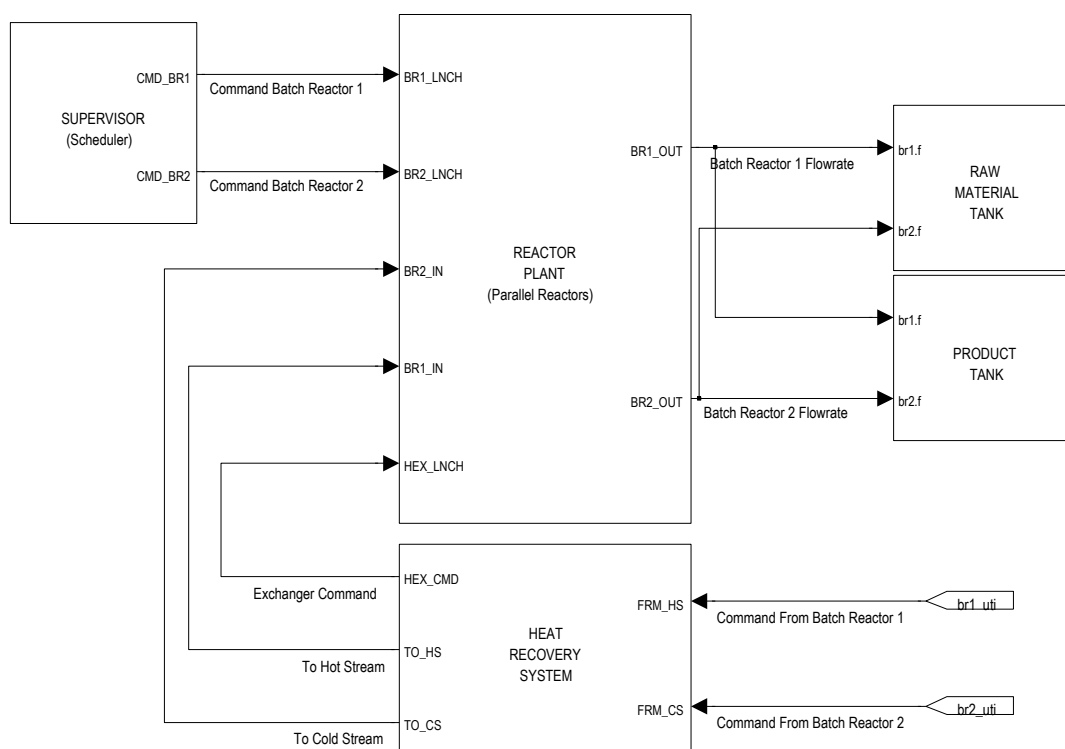 CMD_BR1
Command Batch Reactor 1
SUPERVISOR
(Scheduler)
CMD_BR2
Command Batch Reactor 2
BR1_LNCH
BR2_LNCH
BR2_IN
BR1_IN
HEX_LNCH
REACTOR
PLANT
(Parallel Reactors)
BR1_OUT
Batch Reactor 1 Flowrate
BR2_OUT
Batch Reactor 2 Flowrate
br1.f
RAW
MATERIAL
TANK
br2.f
br1.f
PRODUCT
TANK
br2.f
HEX_CMD
Exchanger Command
TO_HS
To Hot Stream
TO_CS
To Cold Stream
HEAT
RECOVERY
SYSTEM
FRM_HS
Command From Batch Reactor 1
br1_uti
FRM_CS
Command From Batch Reactor 2
br2_uti